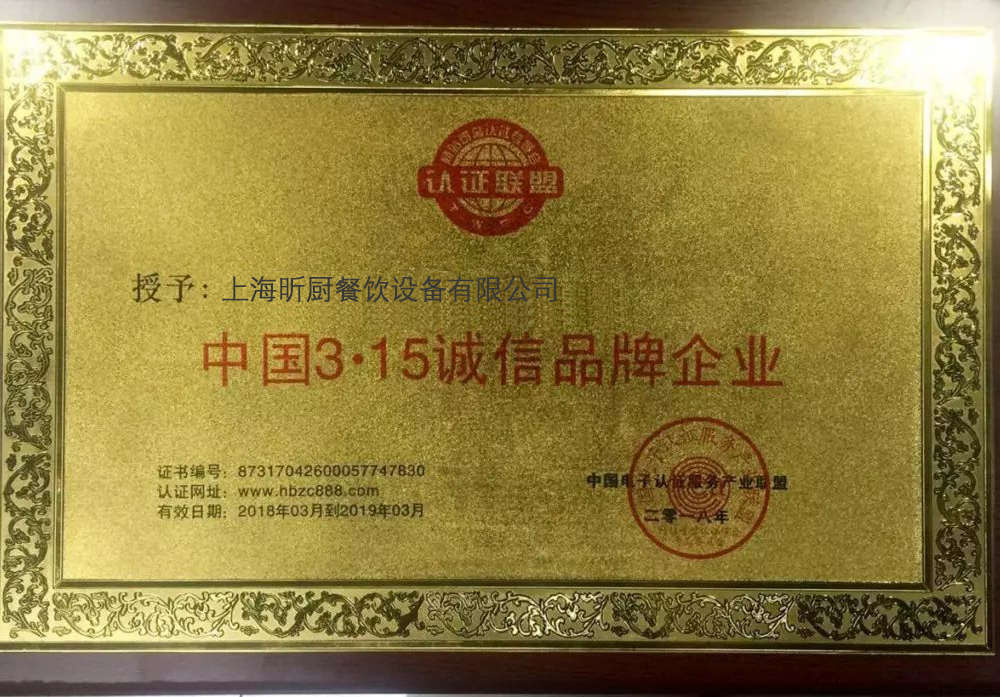 认证联盟
授予：上海昕厨餐饮设备有限公司
中国3·15诚信品牌企业
证书编号：87317042600057747830
认证网址：www.hbzc888.com
有效日期：2018年03月到2019年03月
中国电子认证服务产业联盟
二零一八年